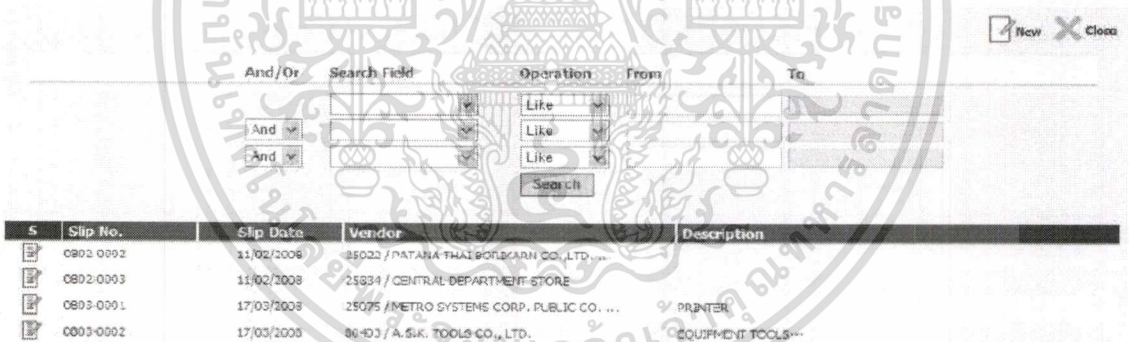 New Close
And/Or Search Field Operation From To
Like
And Like
And Like
Search
S Slip No. Slip Date Vendor Description
0802-0002 11/02/2008 25022 / PATANA THAI BORIKARN CO.,LTD. ...
0802-0003 11/02/2008 25834 / CENTRAL DEPARTMENT STORE
0803-0001 17/03/2008 25075 / METRO SYSTEMS CORP. PUBLIC CO. ... PRINTER
0803-0002 17/03/2008 / A.S.K. TOOLS CO., LTD. EQUIPMENT TOOLS...